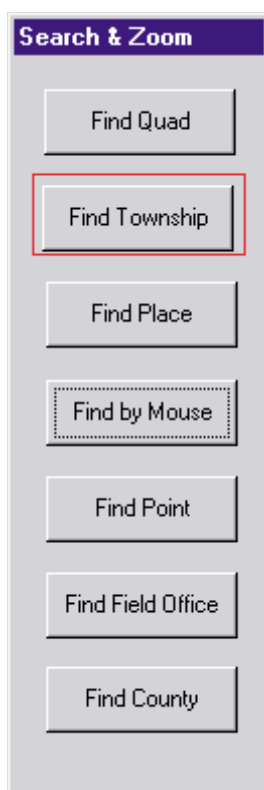 Search & Zoom
Find Quad
Find Township
Find Place
Find by Mouse
Find Point
Find Field Office
Find County